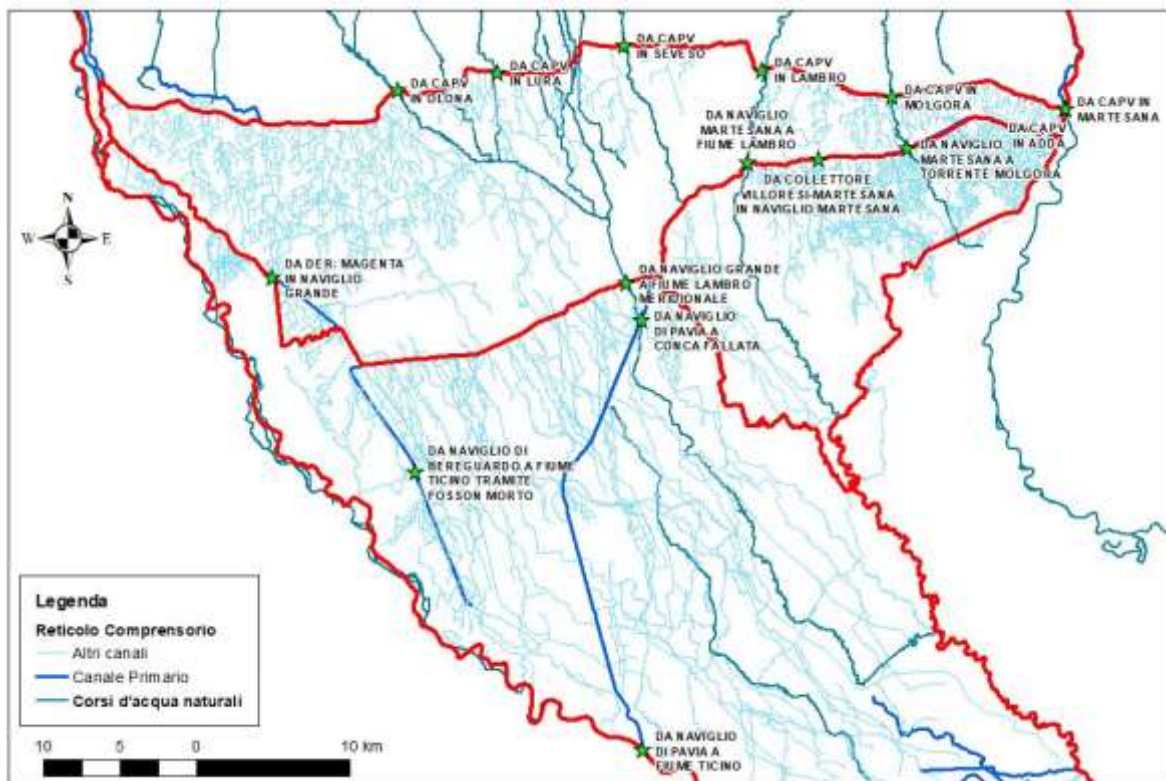 DA CAPV
IN SEVESO
DA CAPV
IN LURA
DA CAPV
IN OLONA
DA CAPV
IN LAMBRO
DA CAPV IN
MOLGORA
DA CAPV IN
MARTESANA
DA CAPV
IN ADDA
DA NAVIGLIO
MARTESANA A
FIUME LAMBRO
DA NAVIGLIO
MARTESANA A
TORRENTE MOLGORA
DA COLLETTORE
VILLORESI-MARTESANA
IN NAVIGLIO MARTESANA
N
W
E
S
DA DER. MAGENTA
IN NAVIGLIO
GRANDE
DA NAVIGLIO GRANDE
A FIUME LAMBRO
MERIDIONALE
DA NAVIGLIO
DI PAVIA A
CONCA FALLATA
DA NAVIGLIO DI
BEREGUARDO A FIUME
TICINO TRAMITE
FOSSON MORTO
Legenda
Reticolo Comprensorio
Altri canali
Canale Primario
Corsi d'acqua naturali
10 5 0 10 km
DA NAVIGLIO
DI PAVIA A
FIUME TICINO